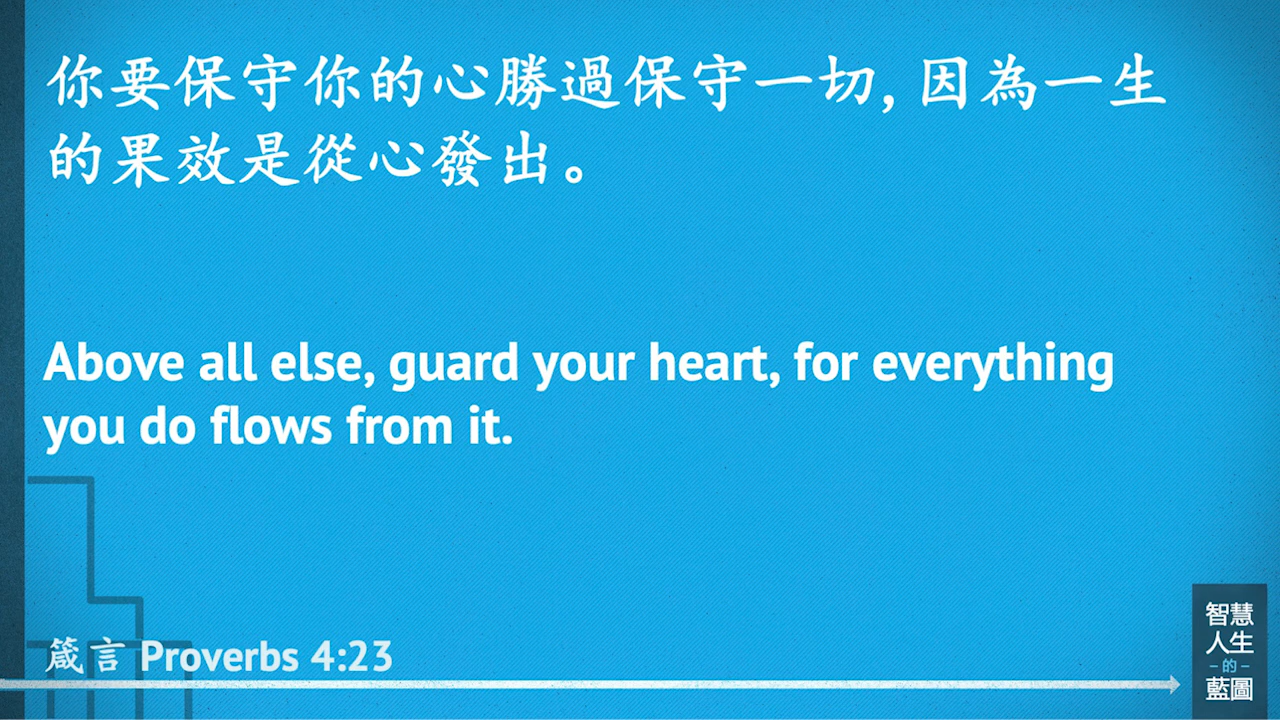 你要保守你的心勝過保守一切, 因為一生
的果效是從心發出。
Above all else, guard your heart, for everything
you do flows from it.
箴言 Proverbs 4:23
智慧
人生
–的–
藍圖